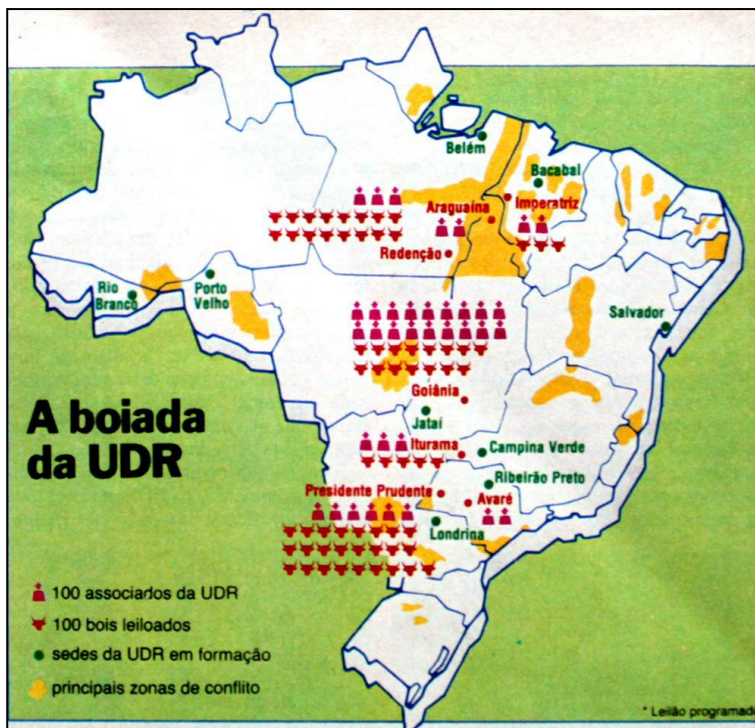 Belém
Bacabal
Araguaína
Imperatriz
Redenção
Rio
Branco
Porto
Velho
Salvador
Goiânia
A boiada
da UDR
Jataí
Iturama
Campina Verde
Ribeirão Preto
Presidente Prudente
Avaré
Londrina
100 associados da UDR
100 bois leiloados
sedes da UDR em formação
principais zonas de conflito
* Leilão